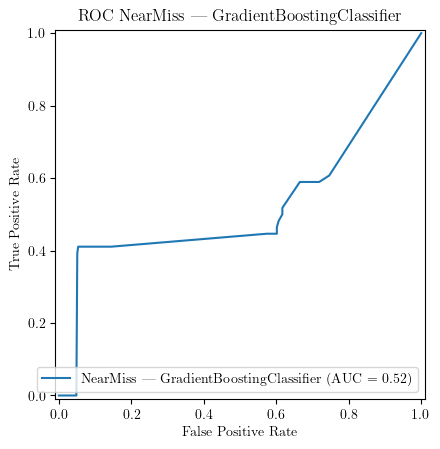 ROC NearMiss — GradientBoostingClassifier
1.0
0.8
0.6
0.4
0.2
0.0
True Positive Rate
NearMiss — GradientBoostingClassifier (AUC = 0.52)
0.0 0.2 0.4 0.6 0.8 1.0
False Positive Rate